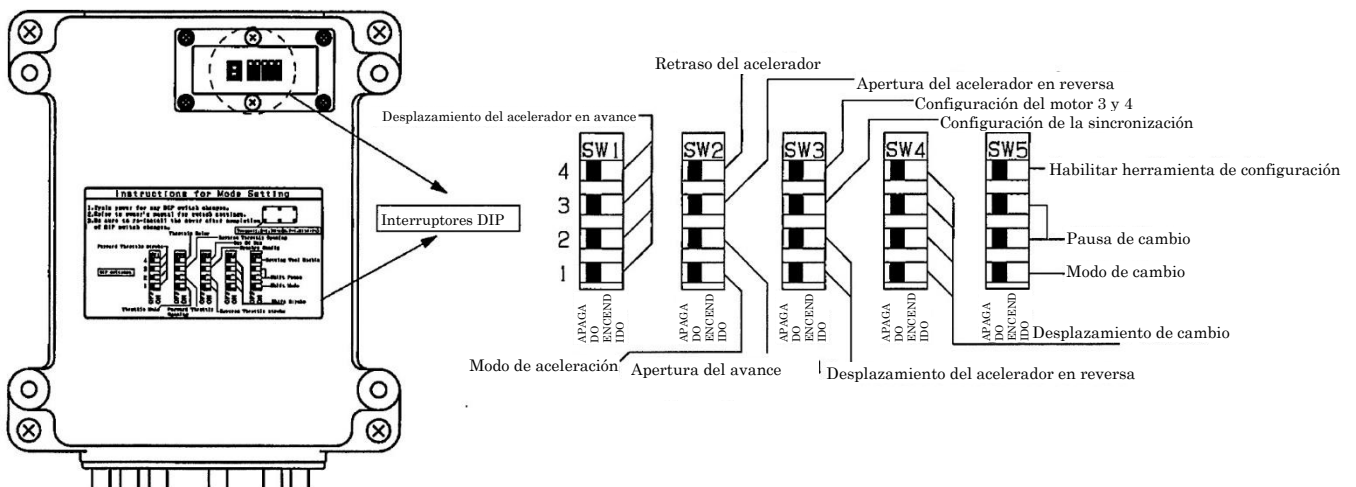 Instructions for Mode Setting
Interruptores DIP
Retraso del acelerador
Apertura del acelerador en reversa
Configuración del motor 3 y 4
Configuración de la sincronización
Desplazamiento del acelerador en avance
SW1
SW2
SW3
SW4
SW5
4
3
2
1
Habilitar herramienta de configuración
Pausa de cambio
Modo de cambio
APAGA
DO
ENCEND
IDO
APAGA
DO
ENCEND
IDO
APAGA
DO
ENCEND
IDO
APAGA
DO
ENCEND
IDO
APAGA
DO
ENCEND
IDO
Desplazamiento de cambio
Modo de aceleración
Apertura del avance
Desplazamiento del acelerador en reversa